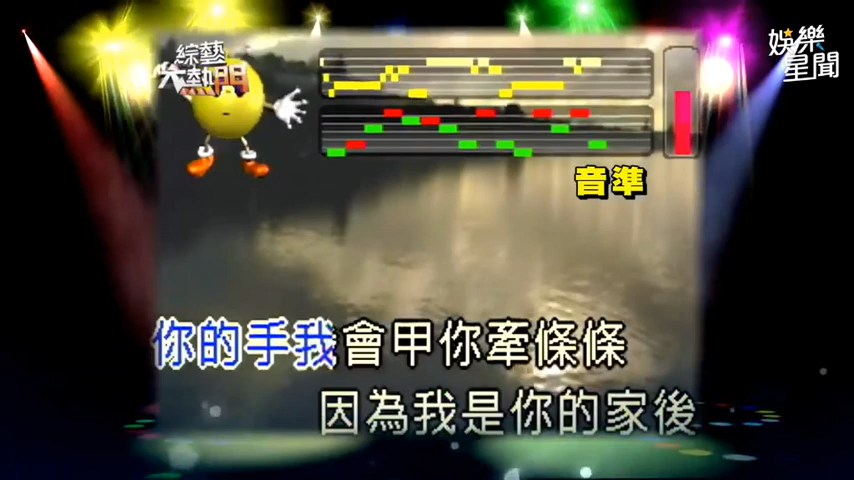 綜藝
大熱門
娛樂
星聞
音準
你的手我會甲你牽條條
因為我是你的家後